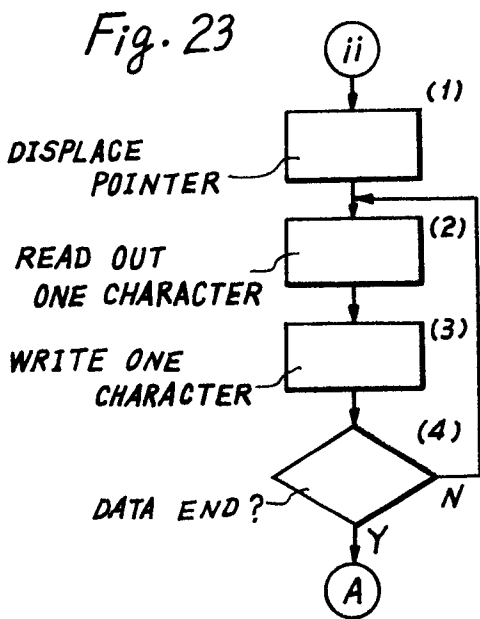 Fig. 23
ii
(1)
DISPLACE
POINTER
(2)
READ OUT
ONE CHARACTER
(3)
WRITE ONE
CHARACTER
(4)
DATA END?
N
Y
A